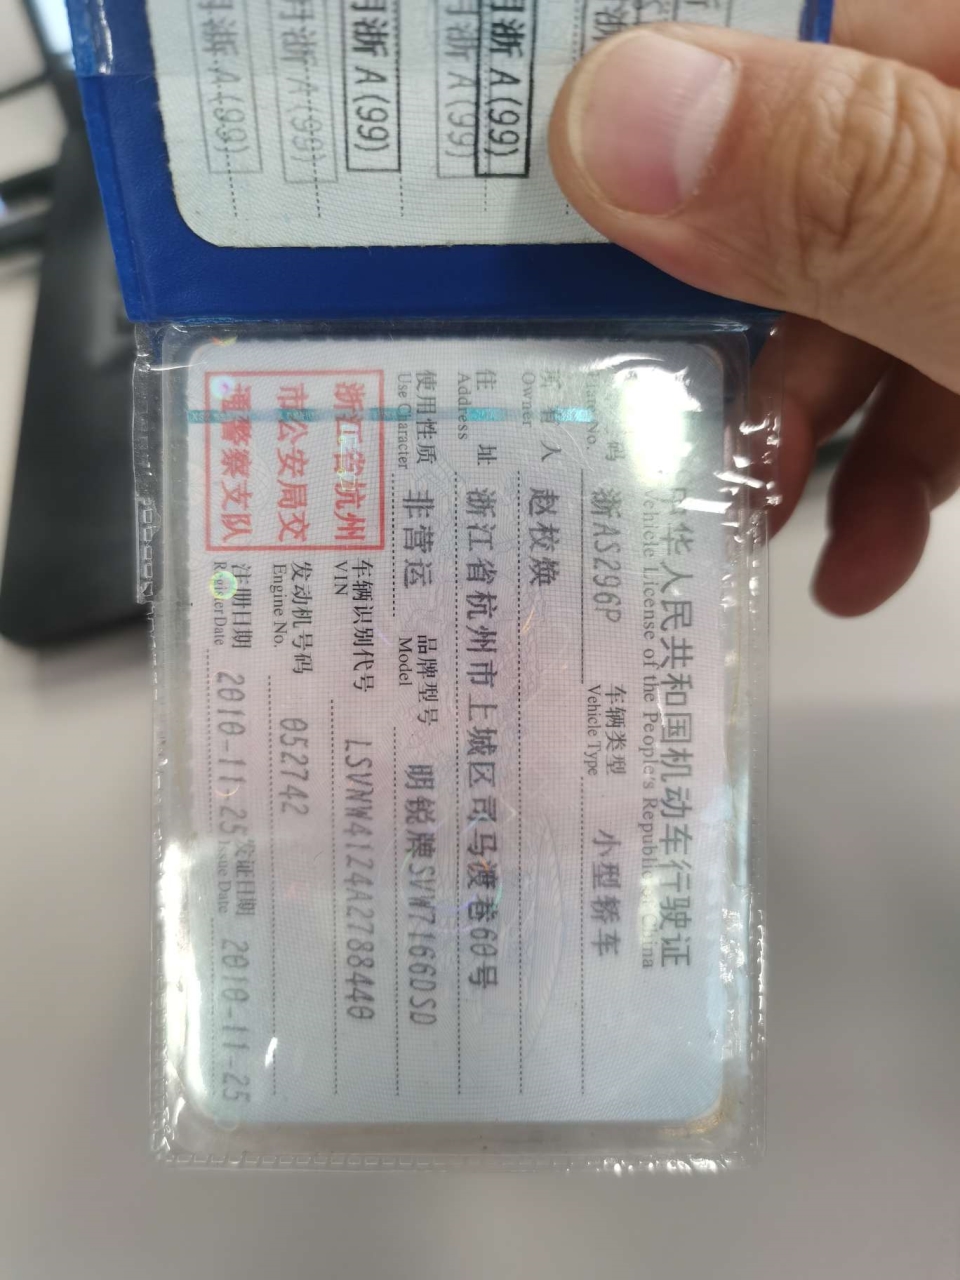 中华人民共和国机动车行驶证
Vehicle License of the People's Republic of China
号码 浙AS296P 车辆类型 小型轿车
Plate No. Vehicle Type
所有人 赵校焕
Owner
住址 浙江省杭州市上城区司马渡巷60号
Address
使用性质 非营运 品牌型号 明锐牌SVW7166DSD
Use Character Model
浙江省杭州
市公安局交
通警察支队
车辆识别代号 LSVNW4124A2788440
VIN
发动机号码 052742
Engine No.
注册日期 2010-11-25 发证日期 2010-11-25
Register Date Issue Date
浙A(99)
月浙A(99)
浙A(99)
月浙A(99)
月浙A(99)